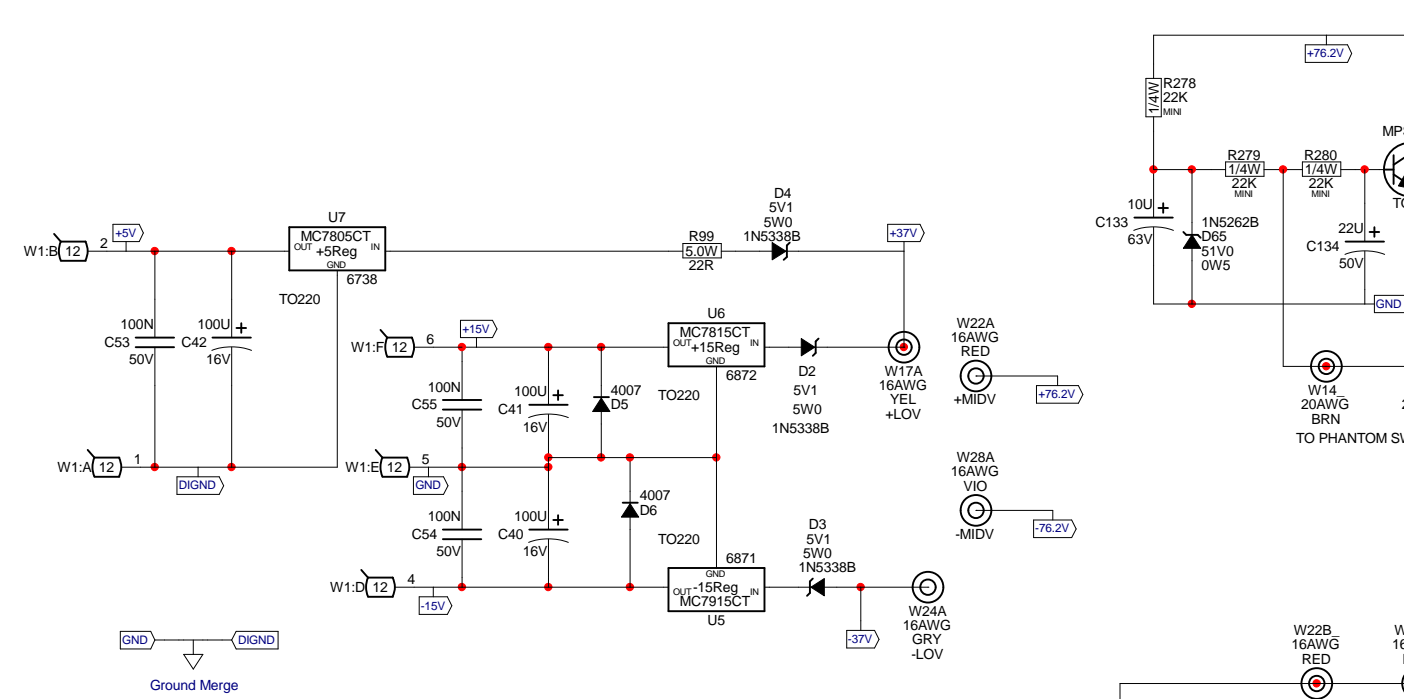 +76.2V
1/4W
R278
22K
MINI
R279
1/4W
22K
MINI
R280
1/4W
22K
MINI
10U
+
C133
63V
1N5262B
D65
51V0
0W5
22U
+
C134
50V
GND
D4
5V1
5W0
1N5338B
R99
5.0W
22R
+37V
U7
MC7805CT
OUT
+5Reg
IN
GND
6738
TO220
W1:B
12
2
+5V
100N
C53
50V
100U
+
C42
16V
W1:A
12
1
DIGND
W1:F
12
6
+15V
U6
MC7815CT
OUT
+15Reg
IN
GND
6872
TO220
D2
5V1
5W0
1N5338B
W17A
16AWG
YEL
+LOV
W22A
16AWG
RED
+MIDV
+76.2V
100N
C55
50V
100U
+
C41
16V
4007
D5
W1:E
12
5
GND
100N
C54
50V
100U
+
C40
16V
4007
D6
W1:D
12
4
-15V
TO220
6871
GND
OUT
-15Reg
IN
MC7915CT
U5
D3
5V1
5W0
1N5338B
-37V
W24A
16AWG
GRY
-LOV
W28A
16AWG
VIO
-MIDV
-76.2V
W14_
20AWG
BRN
TO PHANTOM
GND
DIGND
Ground Merge
W22B_
16AWG
RED